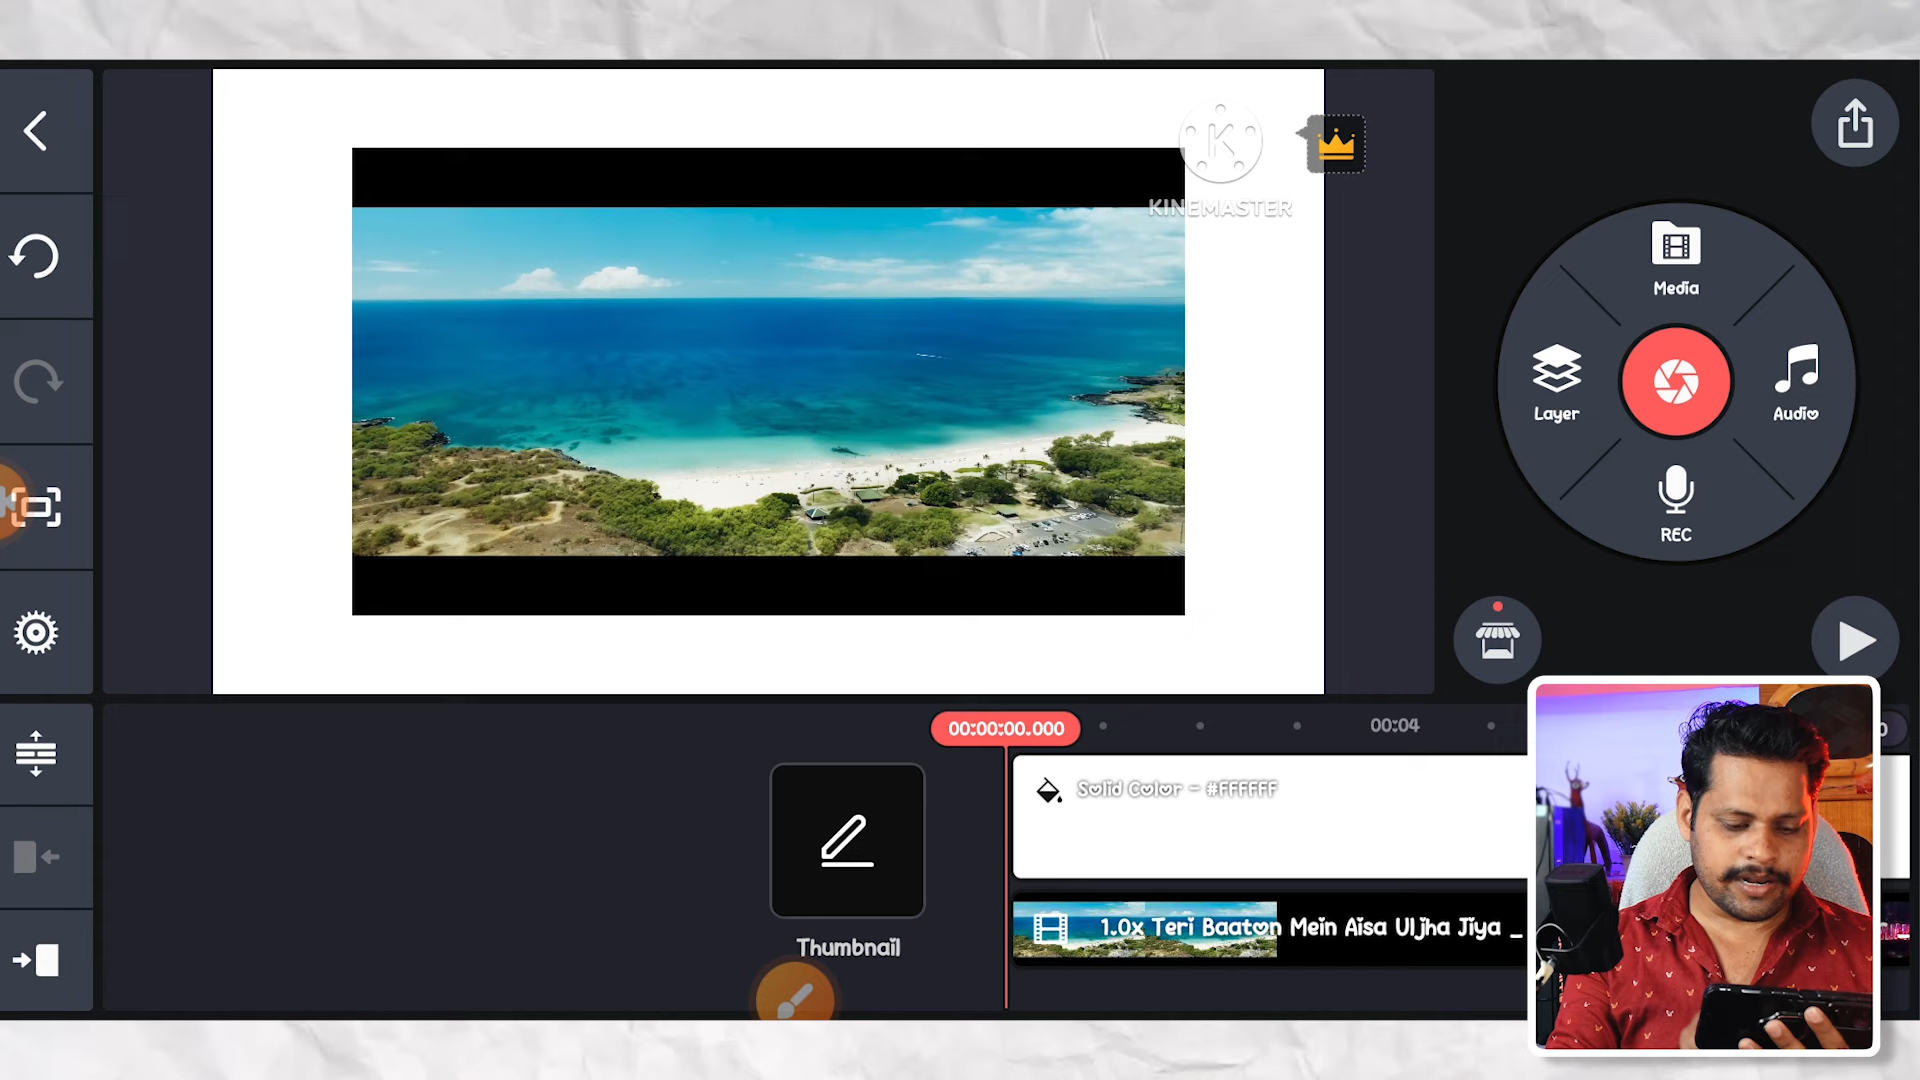 K
KINEMASTER
Media
Layer
Audio
REC
00:00:00.000
00:04
Solid Color - #FFFFFF
1.0x Teri Baaton Mein Aisa Uljha Jiya _
Thumbnail